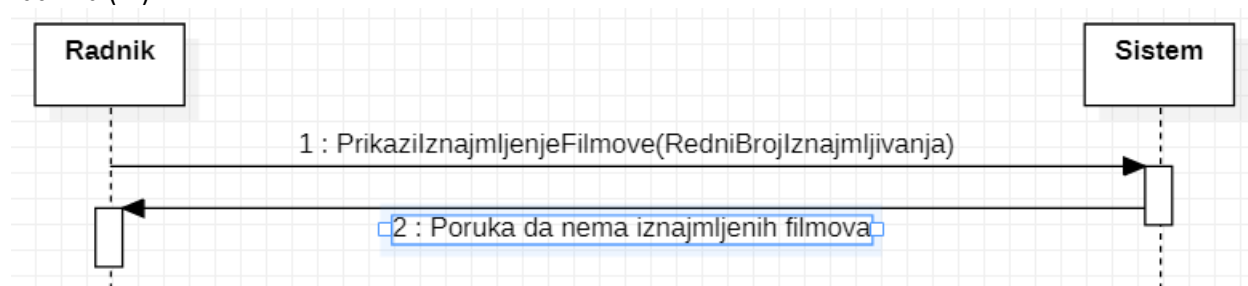 Radnik
Sistem
1 : PrikaziIznajmljenjeFilmove(RedniBrojIznajmljivanja)
2 : Poruka da nema iznajmljenih filmova